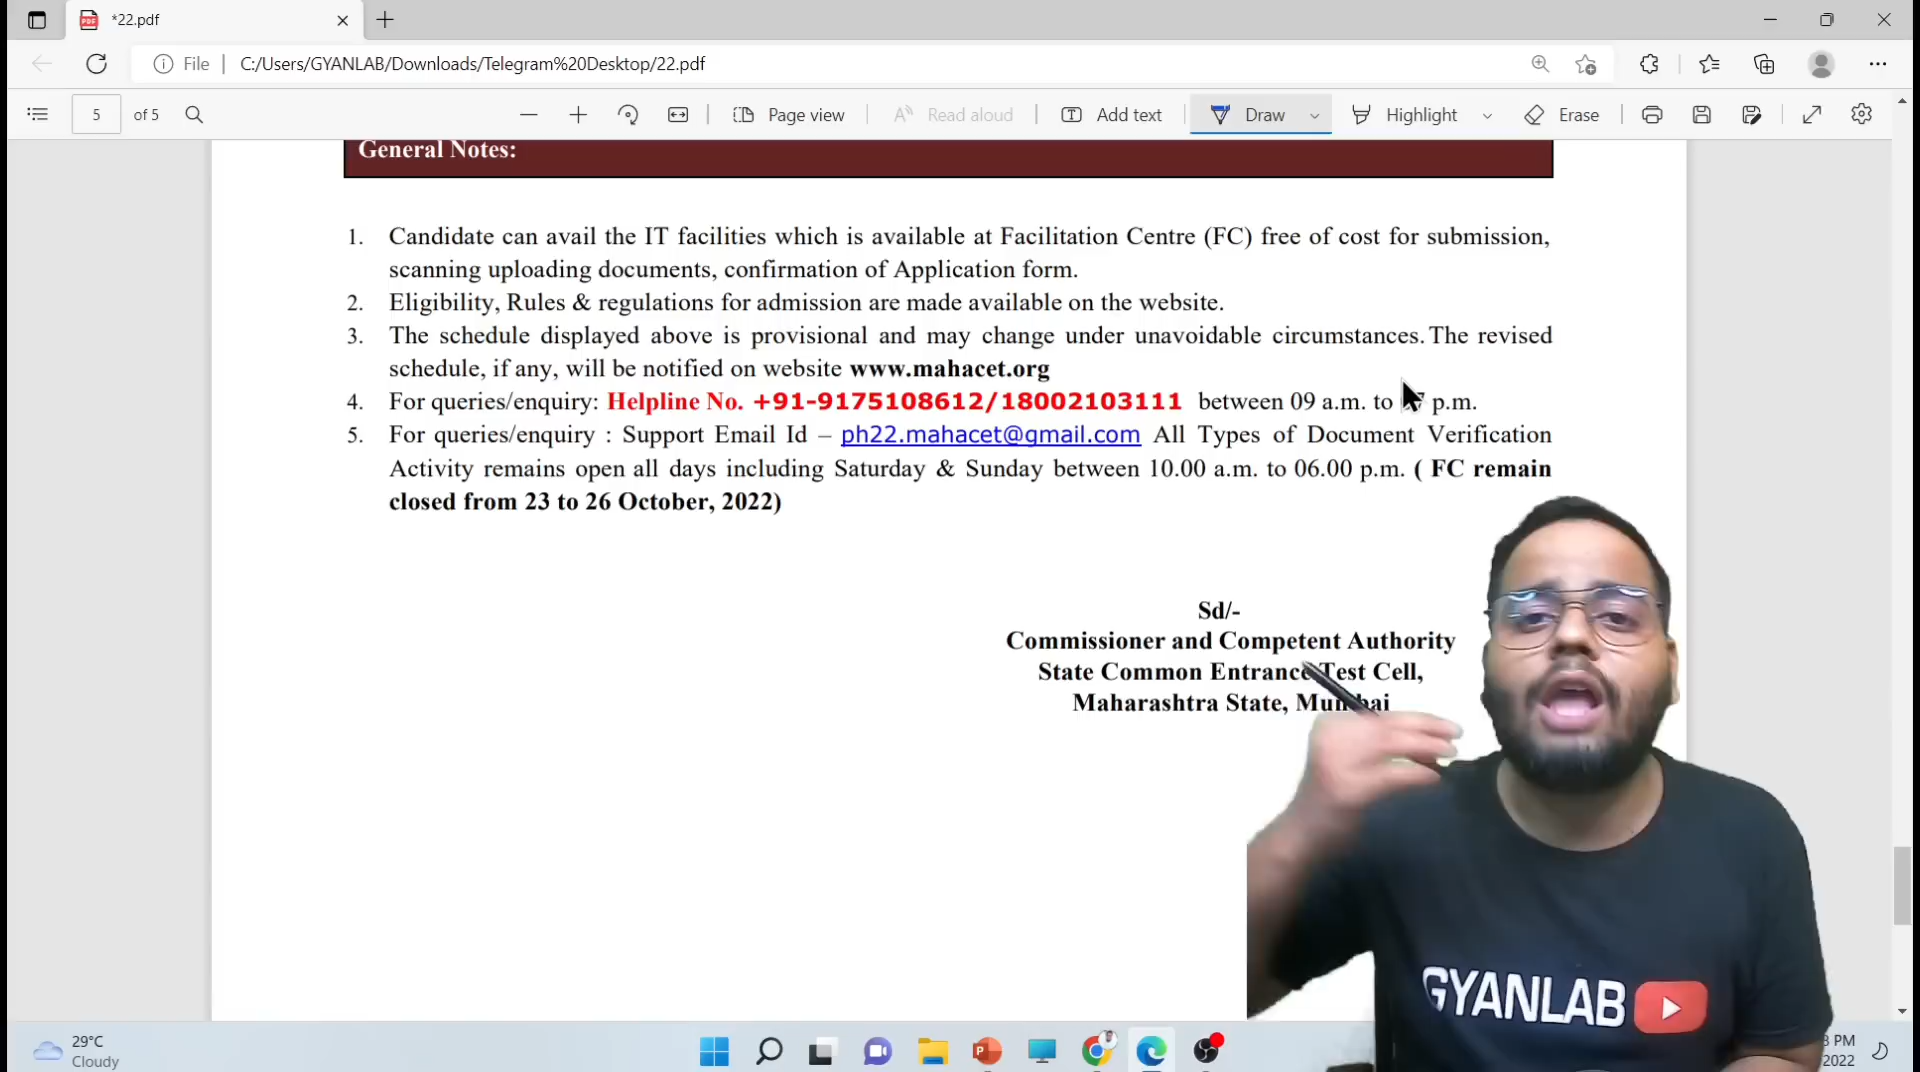 *22.pdf
File
C:/Users/GYANLAB/Downloads/Telegram%20Desktop/22.pdf
5 of 5
Page view
Read aloud
Add text
Draw
Highlight
Erase
General Notes:
1. Candidate can avail the IT facilities which is available at Facilitation Centre (FC) free of cost for submission,
scanning uploading documents, confirmation of Application form.
2. Eligibility, Rules & regulations for admission are made available on the website.
3. The schedule displayed above is provisional and may change under unavoidable circumstances. The revised
schedule, if any, will be notified on website www.mahacet.org
4. For queries/enquiry: Helpline No. +91-9175108612/18002103111 between 09 a.m. to p.m.
5. For queries/enquiry : Support Email Id – ph22.mahacet@gmail.com All Types of Document Verification
Activity remains open all days including Saturday & Sunday between 10.00 a.m. to 06.00 p.m. ( FC remain
closed from 23 to 26 October, 2022)
Sd/-
Commissioner and Competent Authority
State Common Entrance Test Cell,
Maharashtra State, Mumbai
GYANLAB
29°C
Cloudy
PM
2022